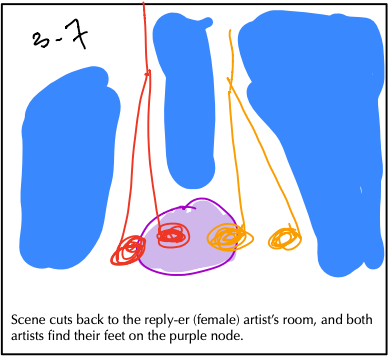 3-7
Scene cuts back to the reply-er (female) artist's room, and both
artists find their feet on the purple node.